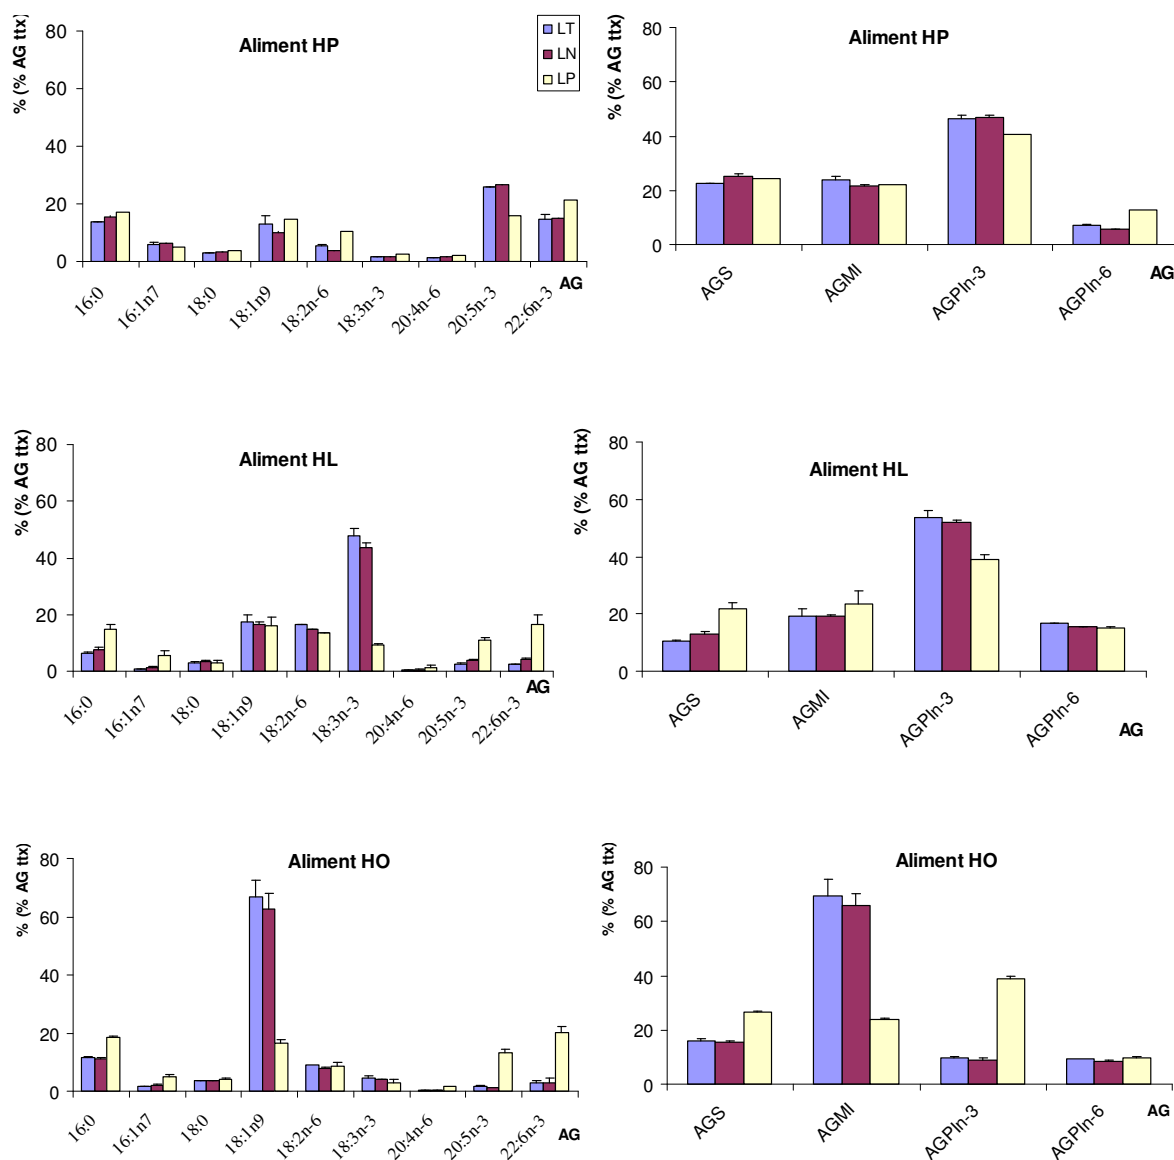 % (% AG ttx)
Aliment HP
LT
LN
LP
80
60
40
20
0
16:0
16:1n7
18:0
18:1n9
18:2n-6
18:3n-3
20:4n-6
20:5n-3
22:6n-3
AG
% (% AG ttx)
Aliment HP
80
60
40
20
0
AGS
AGMI
AGPIn-3
AGPIn-6
AG
% (% AG ttx)
Aliment HL
80
60
40
20
0
16:0
16:1n7
18:0
18:1n9
18:2n-6
18:3n-3
20:4n-6
20:5n-3
22:6n-3
AG
% (% AG ttx)
Aliment HL
80
60
40
20
0
AGS
AGMI
AGPIn-3
AGPIn-6
AG
% (% AG ttx)
Aliment HO
80
60
40
20
0
16:0
16:1n7
18:0
18:1n9
18:2n-6
18:3n-3
20:4n-6
20:5n-3
22:6n-3
AG
% (% AG ttx)
Aliment HO
80
60
40
20
0
AGS
AGMI
AGPIn-3
AGPIn-6
AG